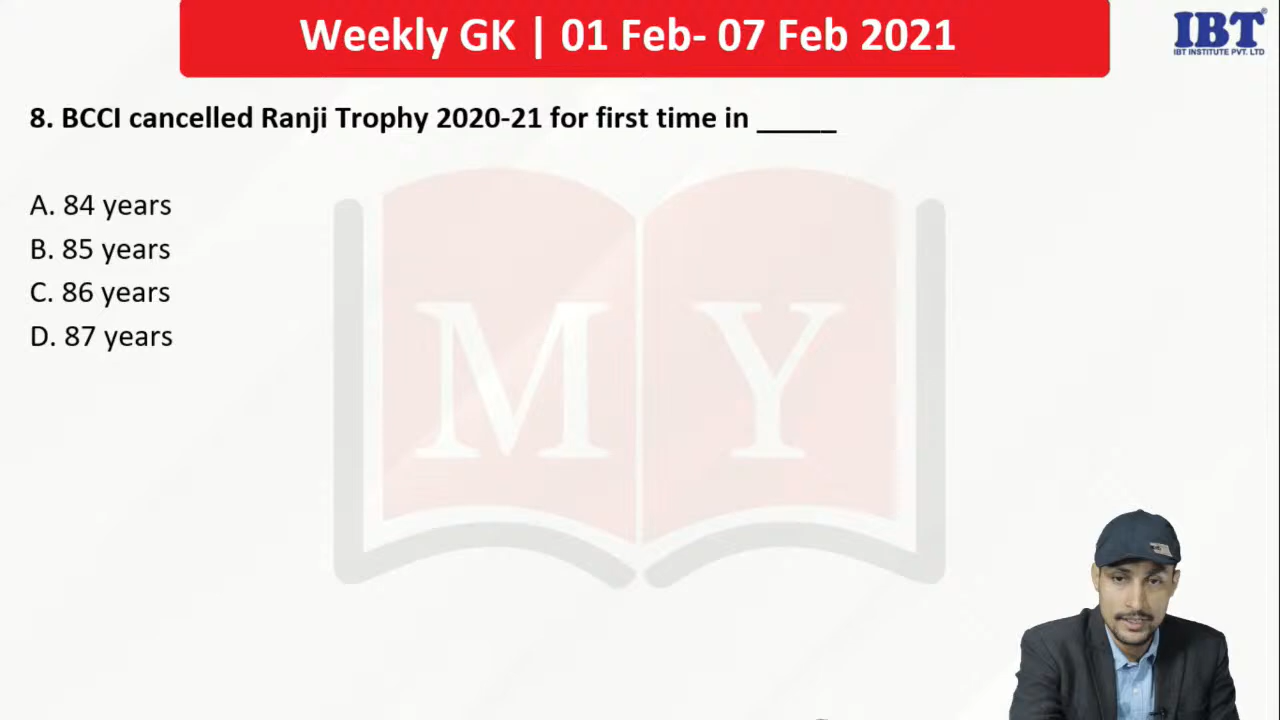 Weekly GK | 01 Feb- 07 Feb 2021
IBT
IBT INSTITUTE PVT. LTD
8. BCCI cancelled Ranji Trophy 2020-21 for first time in _____
A. 84 years
B. 85 years
C. 86 years
D. 87 years
M Y